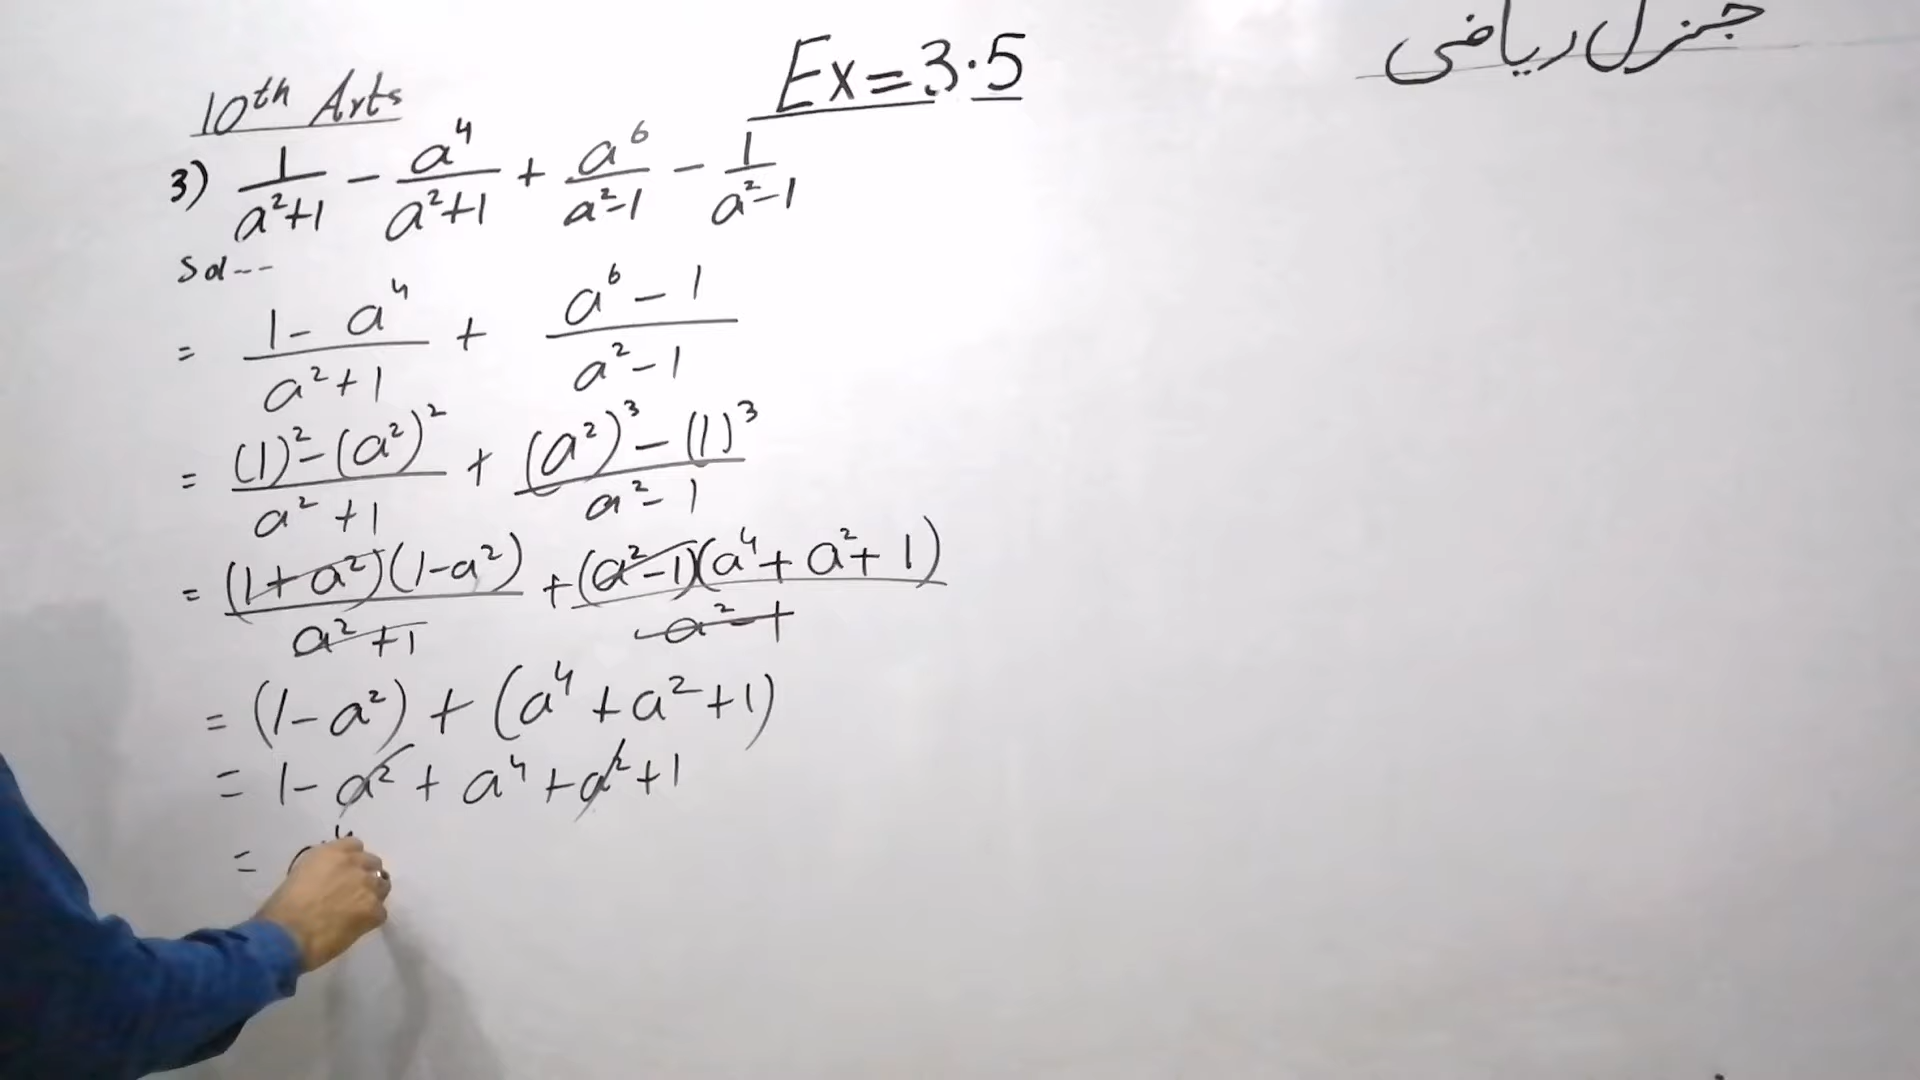 جنرل ریاضی
Ex=3.5
10th Arts
3) 1/(a²+1) - a⁴/(a²+1) + a⁶/(a²-1) - 1/(a²-1)
Sol--
= (1-a⁴)/(a²+1) + (a⁶-1)/(a²-1)
= ((1)²-(a²)²)/(a²+1) + ((a²)³-(1)³)/(a²-1)
= (1+a²)(1-a²)/(a²+1) + (a²-1)(a⁴+a²+1)/(a²-1)
= (1-a²) + (a⁴+a²+1)
= 1-a²+a⁴+a²+1
=